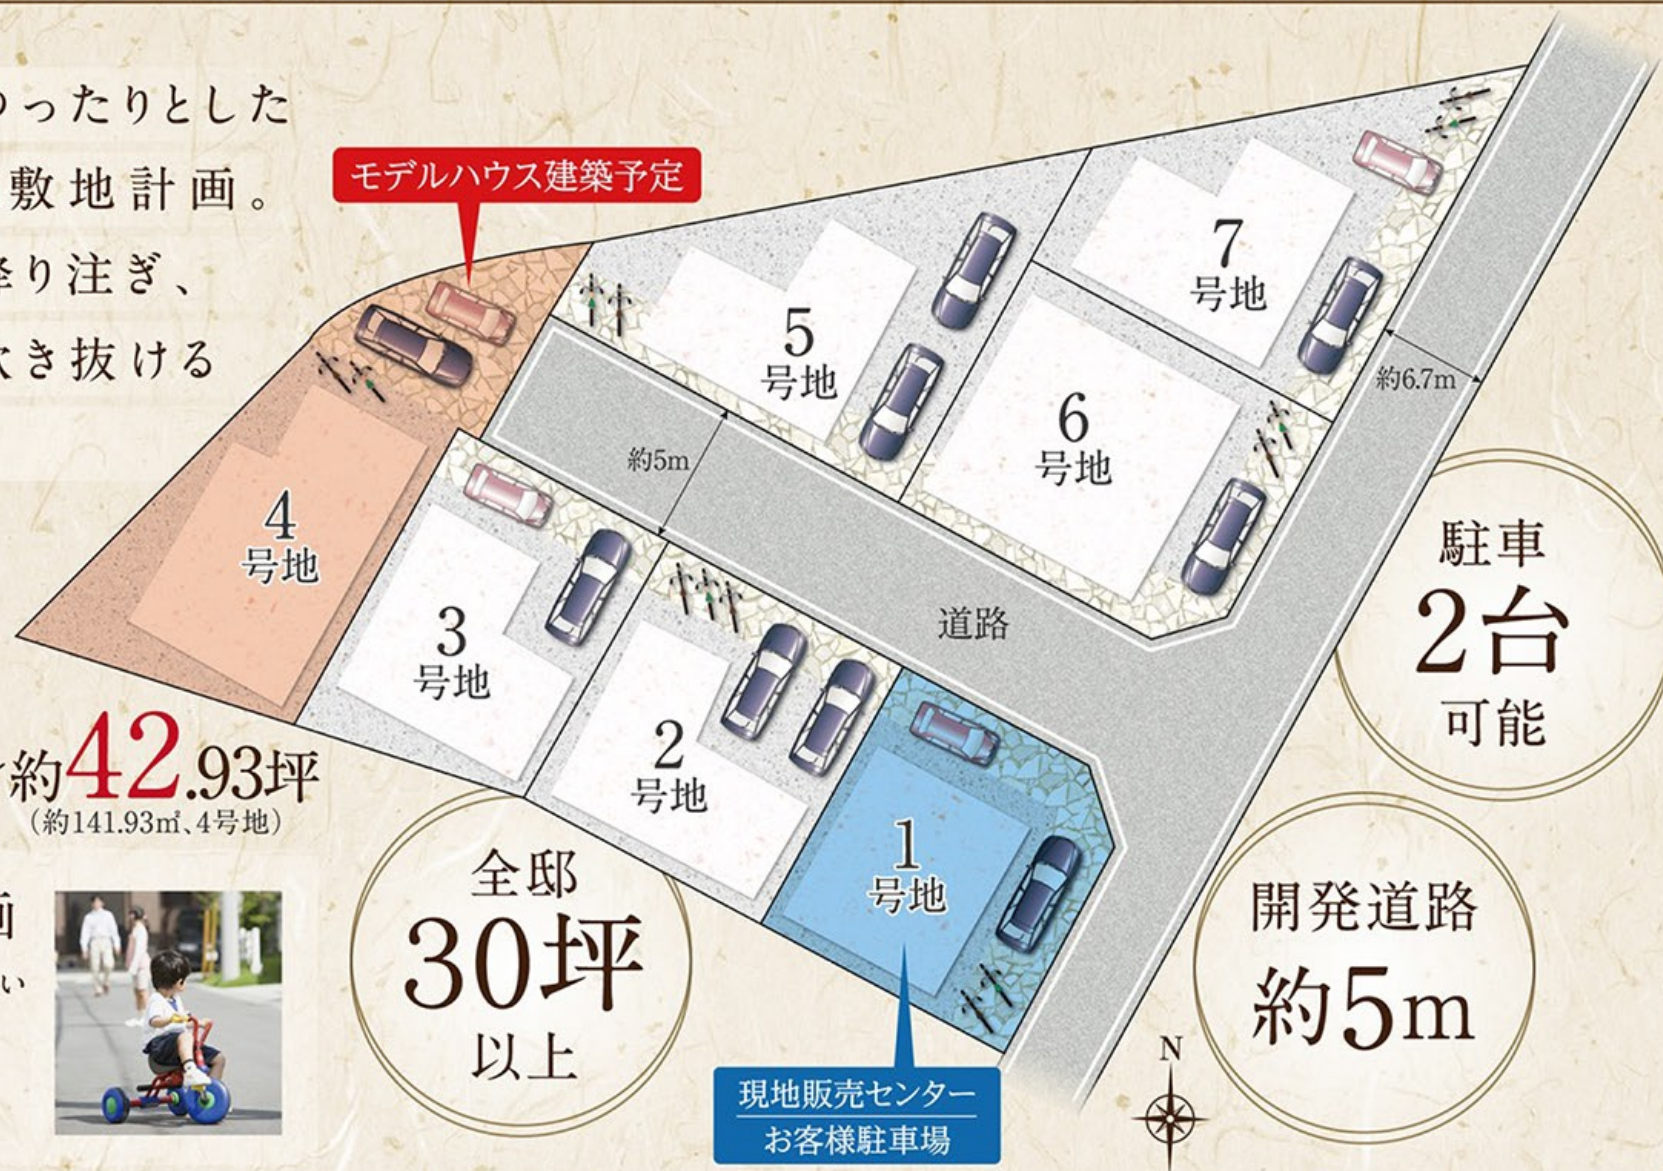 ゆったりとした
敷地計画。
降り注ぎ、
吹き抜ける
モデルハウス建築予定
7
号地
5
号地
約6.7m
6
号地
約5m
4
号地
駐車
2台
可能
3
号地
道路
2
号地
約42.93坪
(約141.93㎡、4号地)
1
号地
全邸
30坪
以上
開発道路
約5m
画
い
N
現地販売センター
お客様駐車場